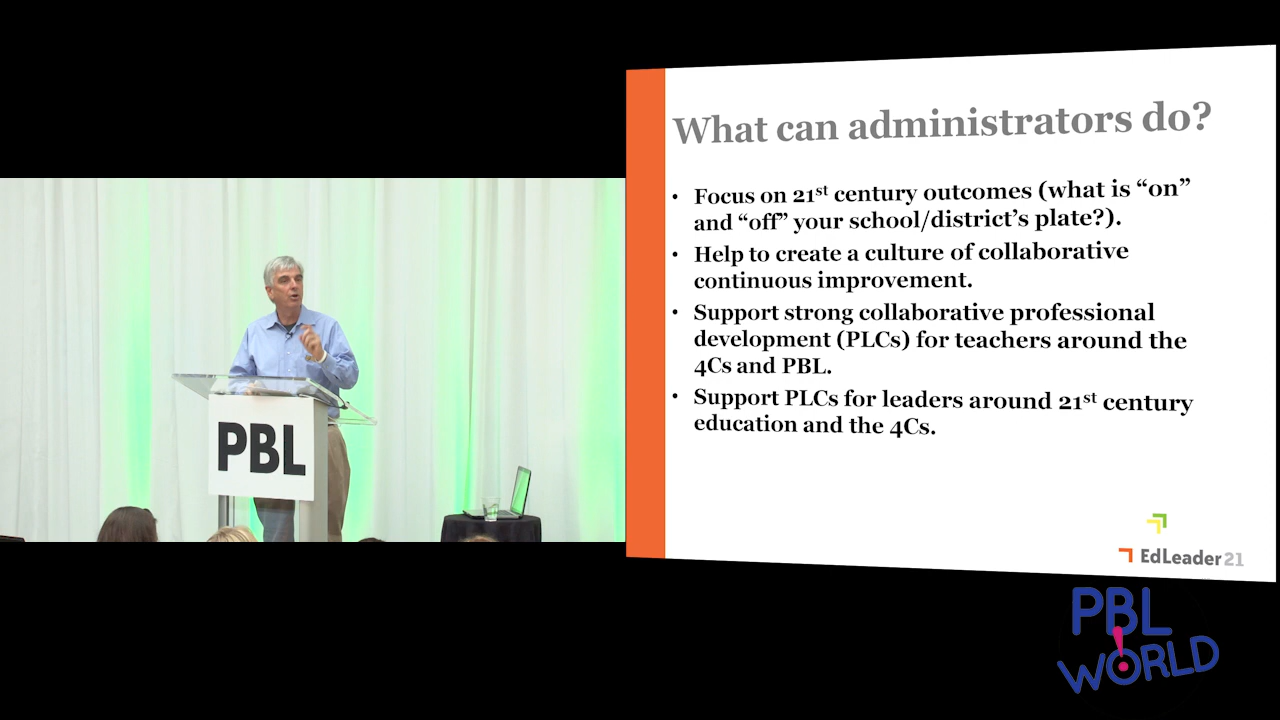 What can administrators do?
• Focus on 21st century outcomes (what is “on”
and “off” your school/district’s plate?).
• Help to create a culture of collaborative
continuous improvement.
• Support strong collaborative professional
development (PLCs) for teachers around the
4Cs and PBL.
• Support PLCs for leaders around 21st century
education and the 4Cs.
EdLeader21
PBL
PBL
WORLD